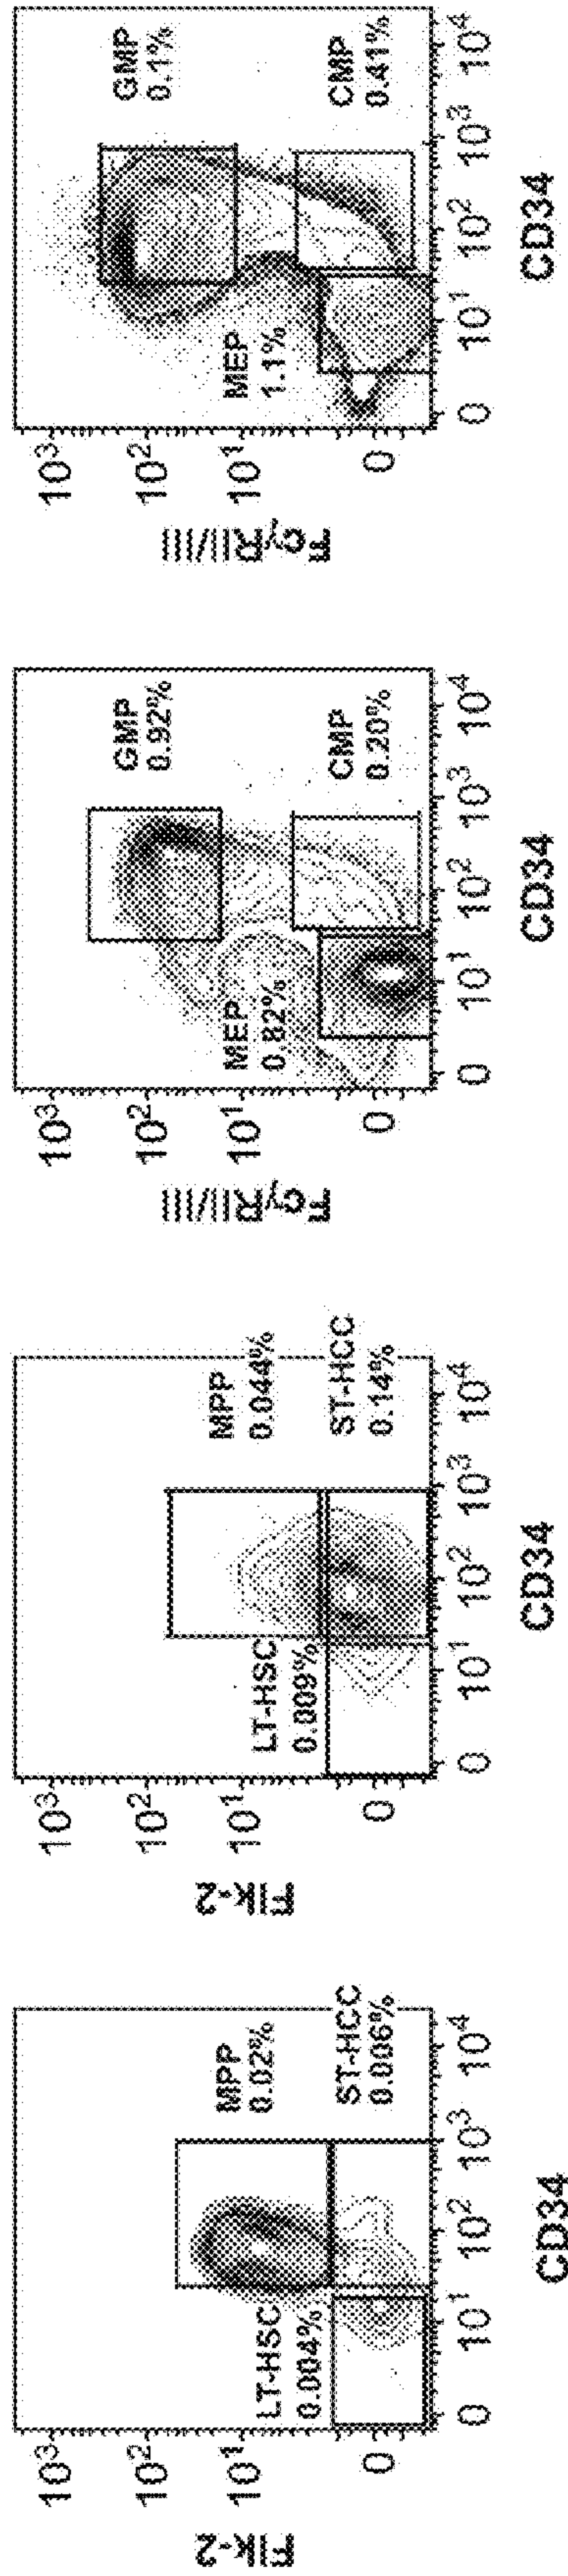 Flk-2
10³
10²
10¹
0
MPP
0.02%
LT-HSC
0.004%
ST-HCC
0.006%
0 10¹ 10² 10³ 10⁴
CD34
Flk-2
10³
10²
10¹
0
MPP
0.044%
LT-HSC
0.009%
ST-HCC
0.14%
0 10¹ 10² 10³ 10⁴
CD34
FcγRII/III
10³
10²
10¹
0
GMP
0.92%
MEP
0.82%
CMP
0.20%
0 10¹ 10² 10³ 10⁴
CD34
FcγRII/III
10³
10²
10¹
0
GMP
0.1%
MEP
1.1%
CMP
0.41%
0 10¹ 10² 10³ 10⁴
CD34